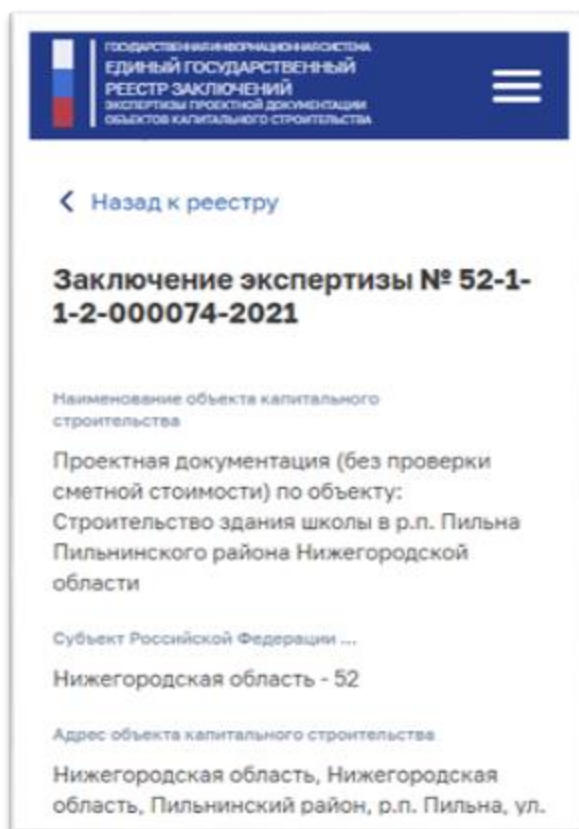 ГОСУДАРСТВЕННАЯ ИНФОРМАЦИОННАЯ СИСТЕМА
ЕДИНЫЙ ГОСУДАРСТВЕННЫЙ
РЕЕСТР ЗАКЛЮЧЕНИЙ
ЭКСПЕРТИЗЫ ПРОЕКТНОЙ ДОКУМЕНТАЦИИ
ОБЪЕКТОВ КАПИТАЛЬНОГО СТРОИТЕЛЬСТВА
Назад к реестру
Заключение экспертизы № 52-1-
1-2-000074-2021
Наименование объекта капитального
строительства
Проектная документация (без проверки
сметной стоимости) по объекту:
Строительство здания школы в р.п. Пильна
Пильнинского района Нижегородской
области
Субъект Российской Федерации ...
Нижегородская область - 52
Адрес объекта капитального строительства
Нижегородская область, Нижегородская
область, Пильнинский район, р.п. Пильна, ул.